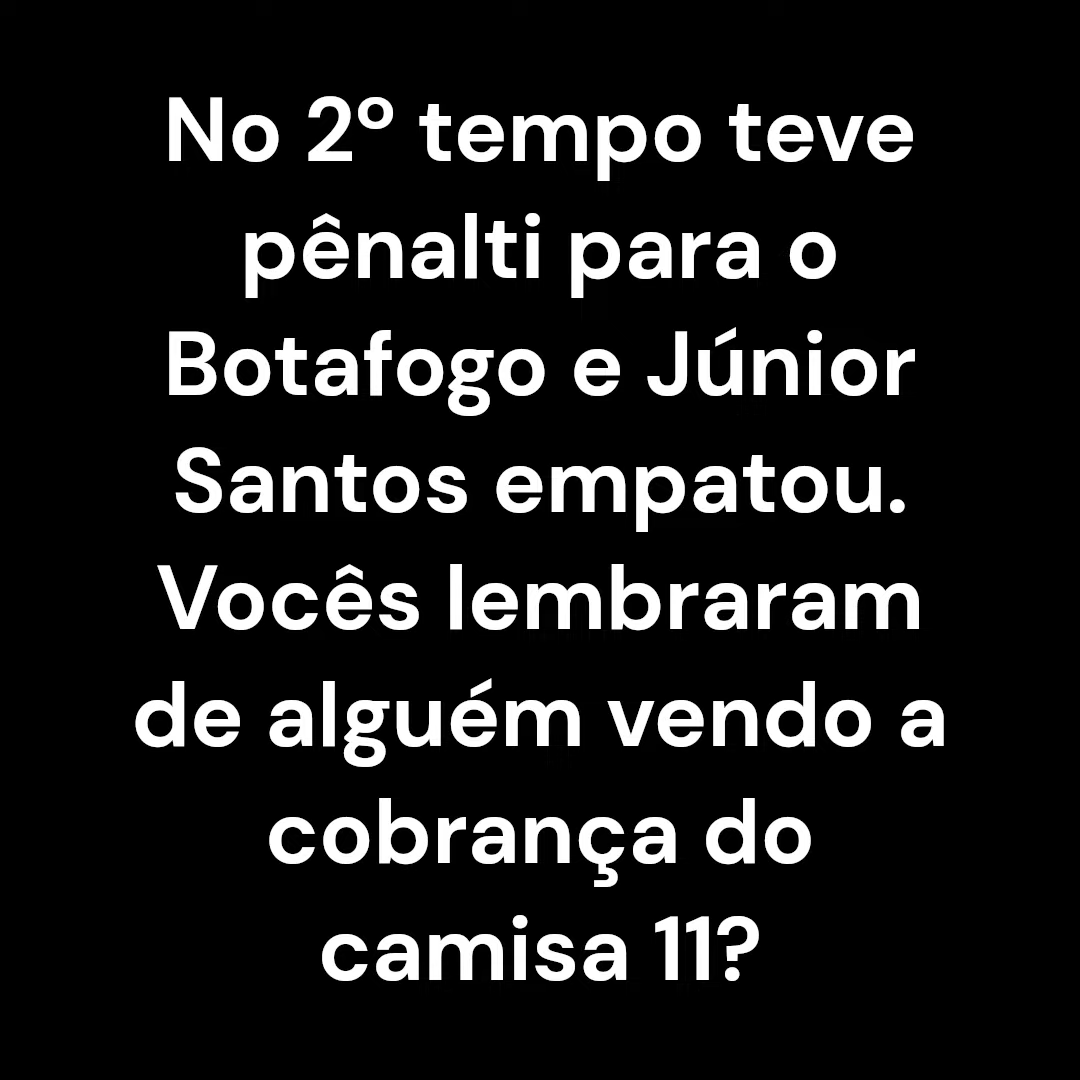 No 2º tempo teve
pênalti para o
Botafogo e Júnior
Santos empatou.
Vocês lembraram
de alguém vendo a
cobrança do
camisa 11?